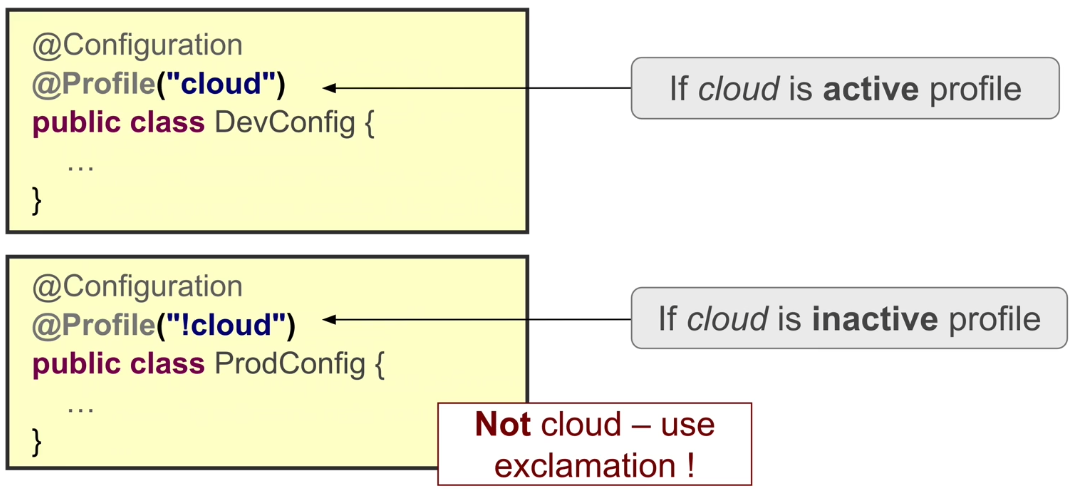 @Configuration
@Profile("cloud")
public class DevConfig {
…
}
If cloud is active profile
@Configuration
@Profile("!cloud")
public class ProdConfig {
…
}
If cloud is inactive profile
Not cloud – use
exclamation !